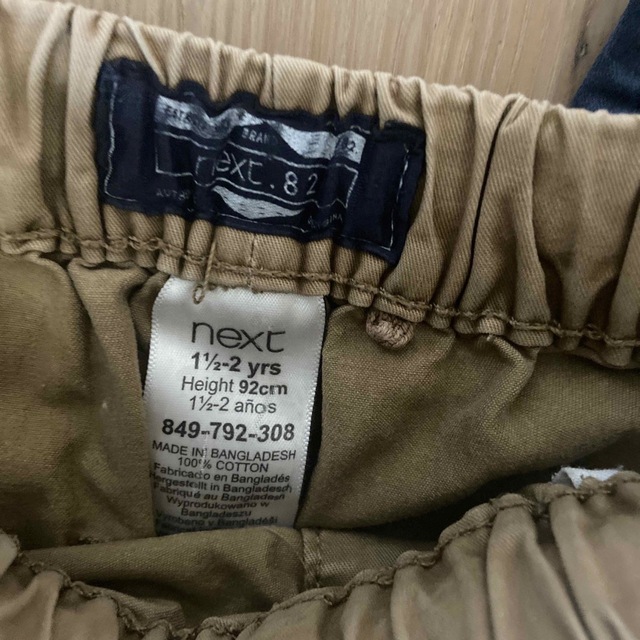 next.82
next
1½-2 yrs
Height 92cm
1½-2 años
849-792-308
MADE IN BANGLADESH
100% COTTON
Fabricado en Bangladés
Hergestellt in Bangladesch
Fabriqué au Bangladesh
Wyprodukowano w
Bangladeszu